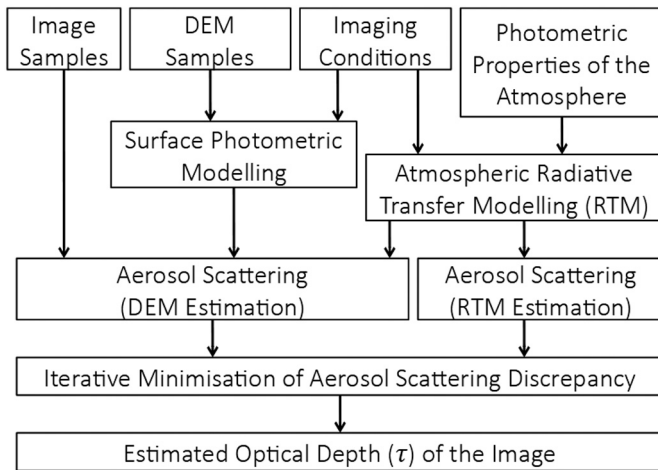 Image
Samples
DEM
Samples
Imaging
Conditions
Photometric
Properties of the
Atmosphere
Surface Photometric
Modelling
Atmospheric Radiative
Transfer Modelling (RTM)
Aerosol Scattering
(DEM Estimation)
Aerosol Scattering
(RTM Estimation)
Iterative Minimisation of Aerosol Scattering Discrepancy
Estimated Optical Depth (τ) of the Image